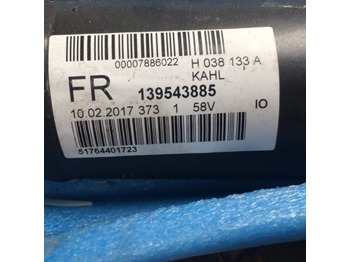 00007886022 H 038 133 A
KAHL
FR 139543885
10.02.2017 373 1 58V IO
51764401723